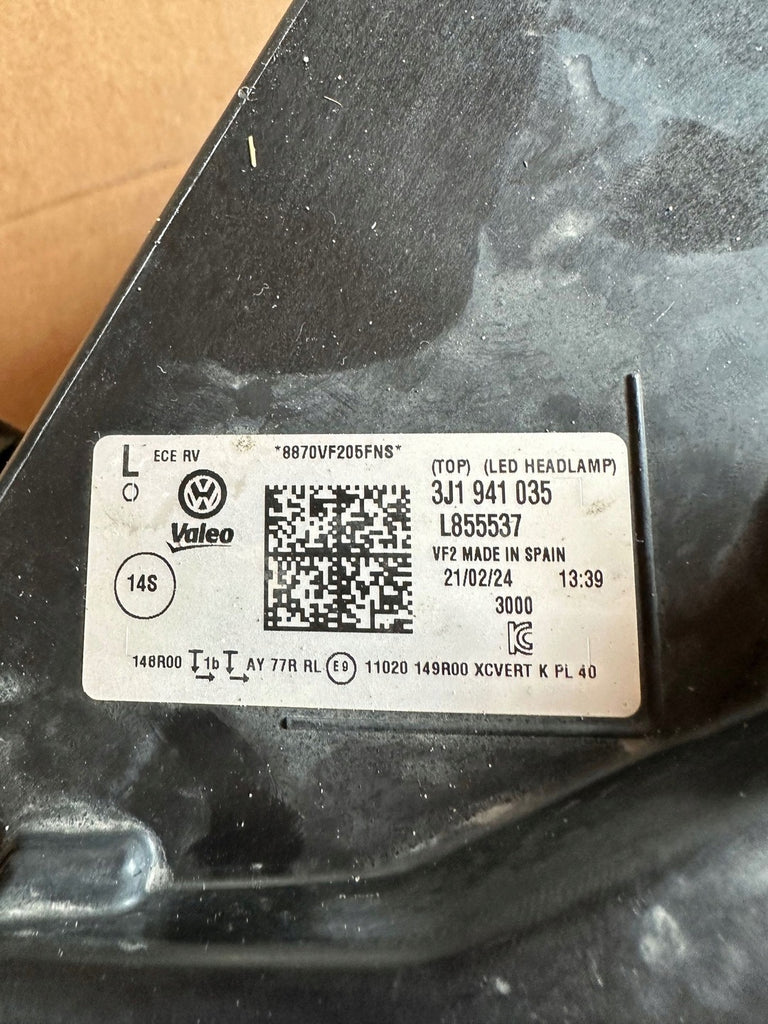 L ECE RV *8870VF205FNS*
(TOP) (LED HEADLAMP)
Valeo
3J1 941 035
L855537
VF2 MADE IN SPAIN
14S
21/02/24 13:39
3000
148R00 1b AY 77R RL E9 11020 149R00 XCVERT K PL 40